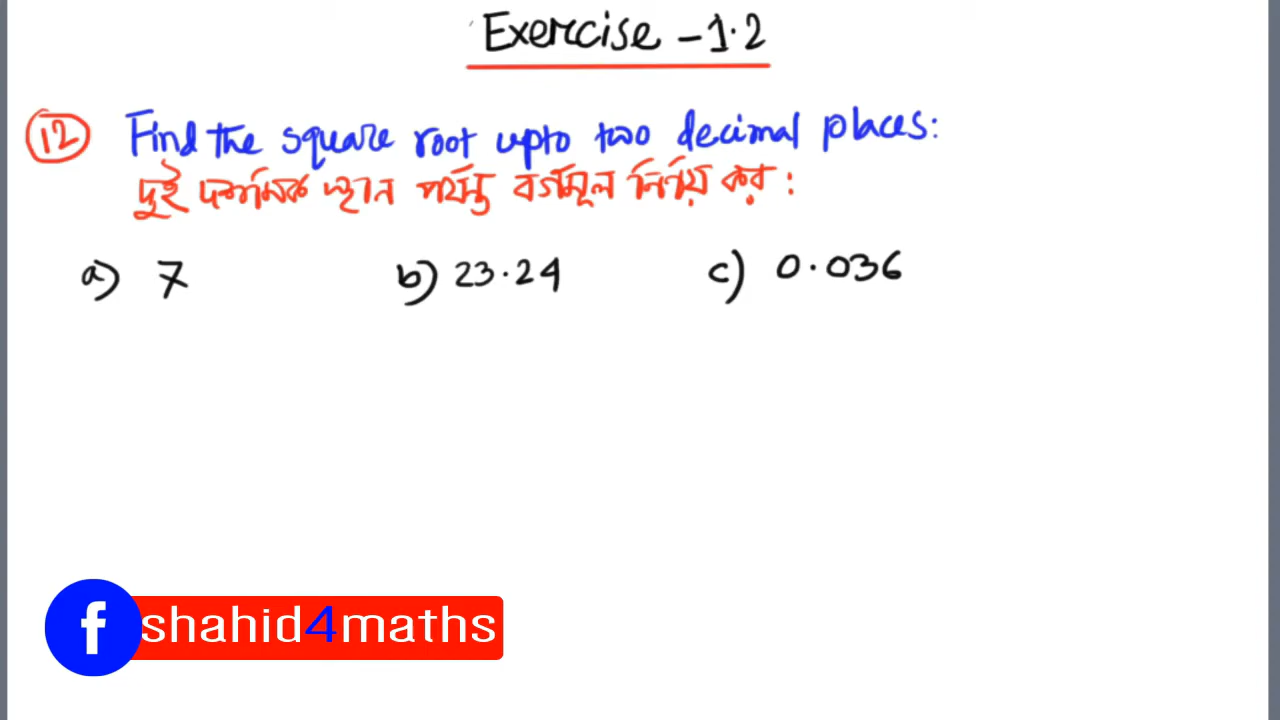 Exercise - 1.2
12 Find the square root upto two decimal places:
দুই দশমিক স্থান পর্যন্ত বর্গমূল নির্ণয় কর :
a) 7 b) 23.24 c) 0.036
f shahid4maths